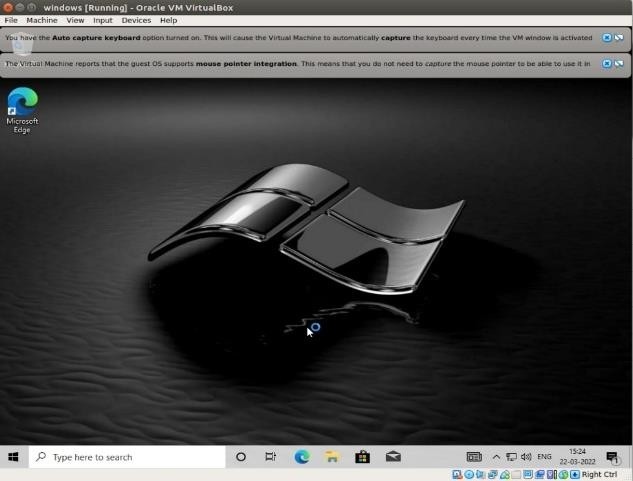 windows [Running] - Oracle VM VirtualBox
File Machine View Input Devices Help
You have the Auto capture keyboard option turned on. This will cause the Virtual Machine to automatically capture the keyboard every time the VM window is activated
The Virtual Machine reports that the guest OS supports mouse pointer integration. This means that you do not need to capture the mouse pointer to be able to use it in
Microsoft
Edge
Type here to search
ENG
15:24
22-03-2022
1
Right Ctrl